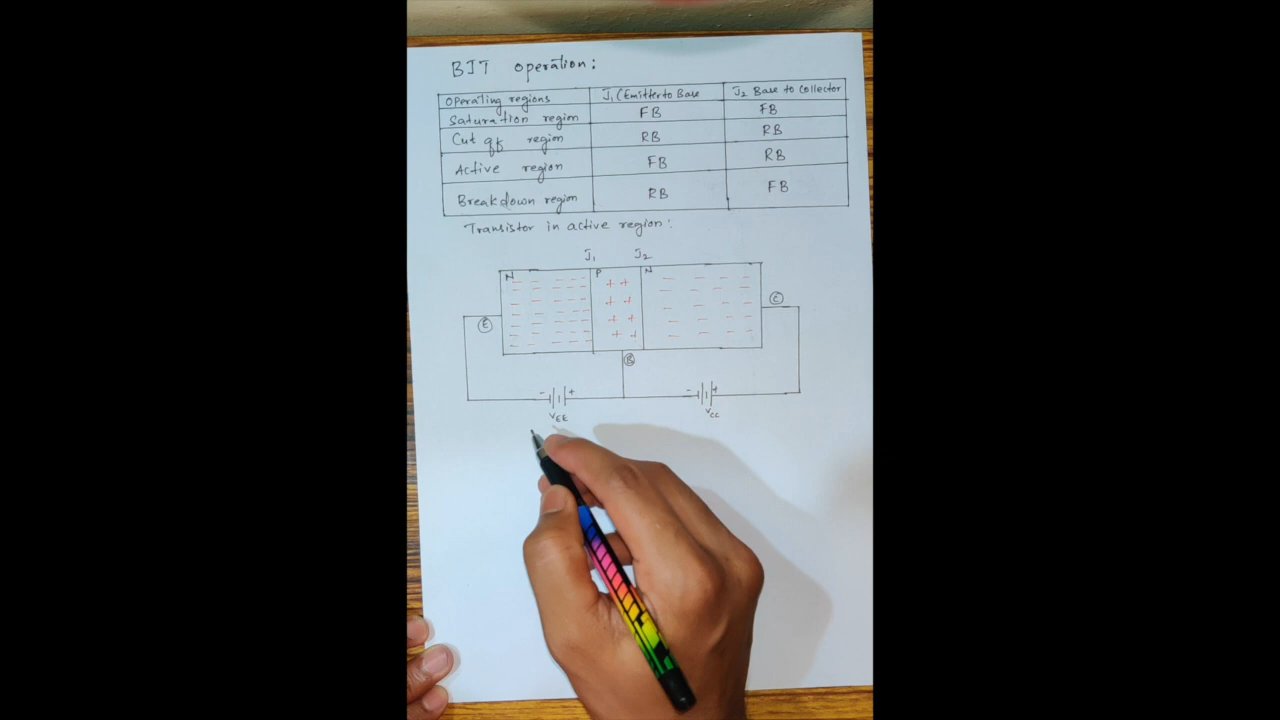 BJT operation:
Operating regions J1 (Emitter to Base J2 Base to Collector
Saturation region FB FB
Cut off region RB RB
Active region FB RB
Breakdown region RB FB
Transistor in active region:
J1 J2
N P N
E C
B
- + - +
VEE VCC